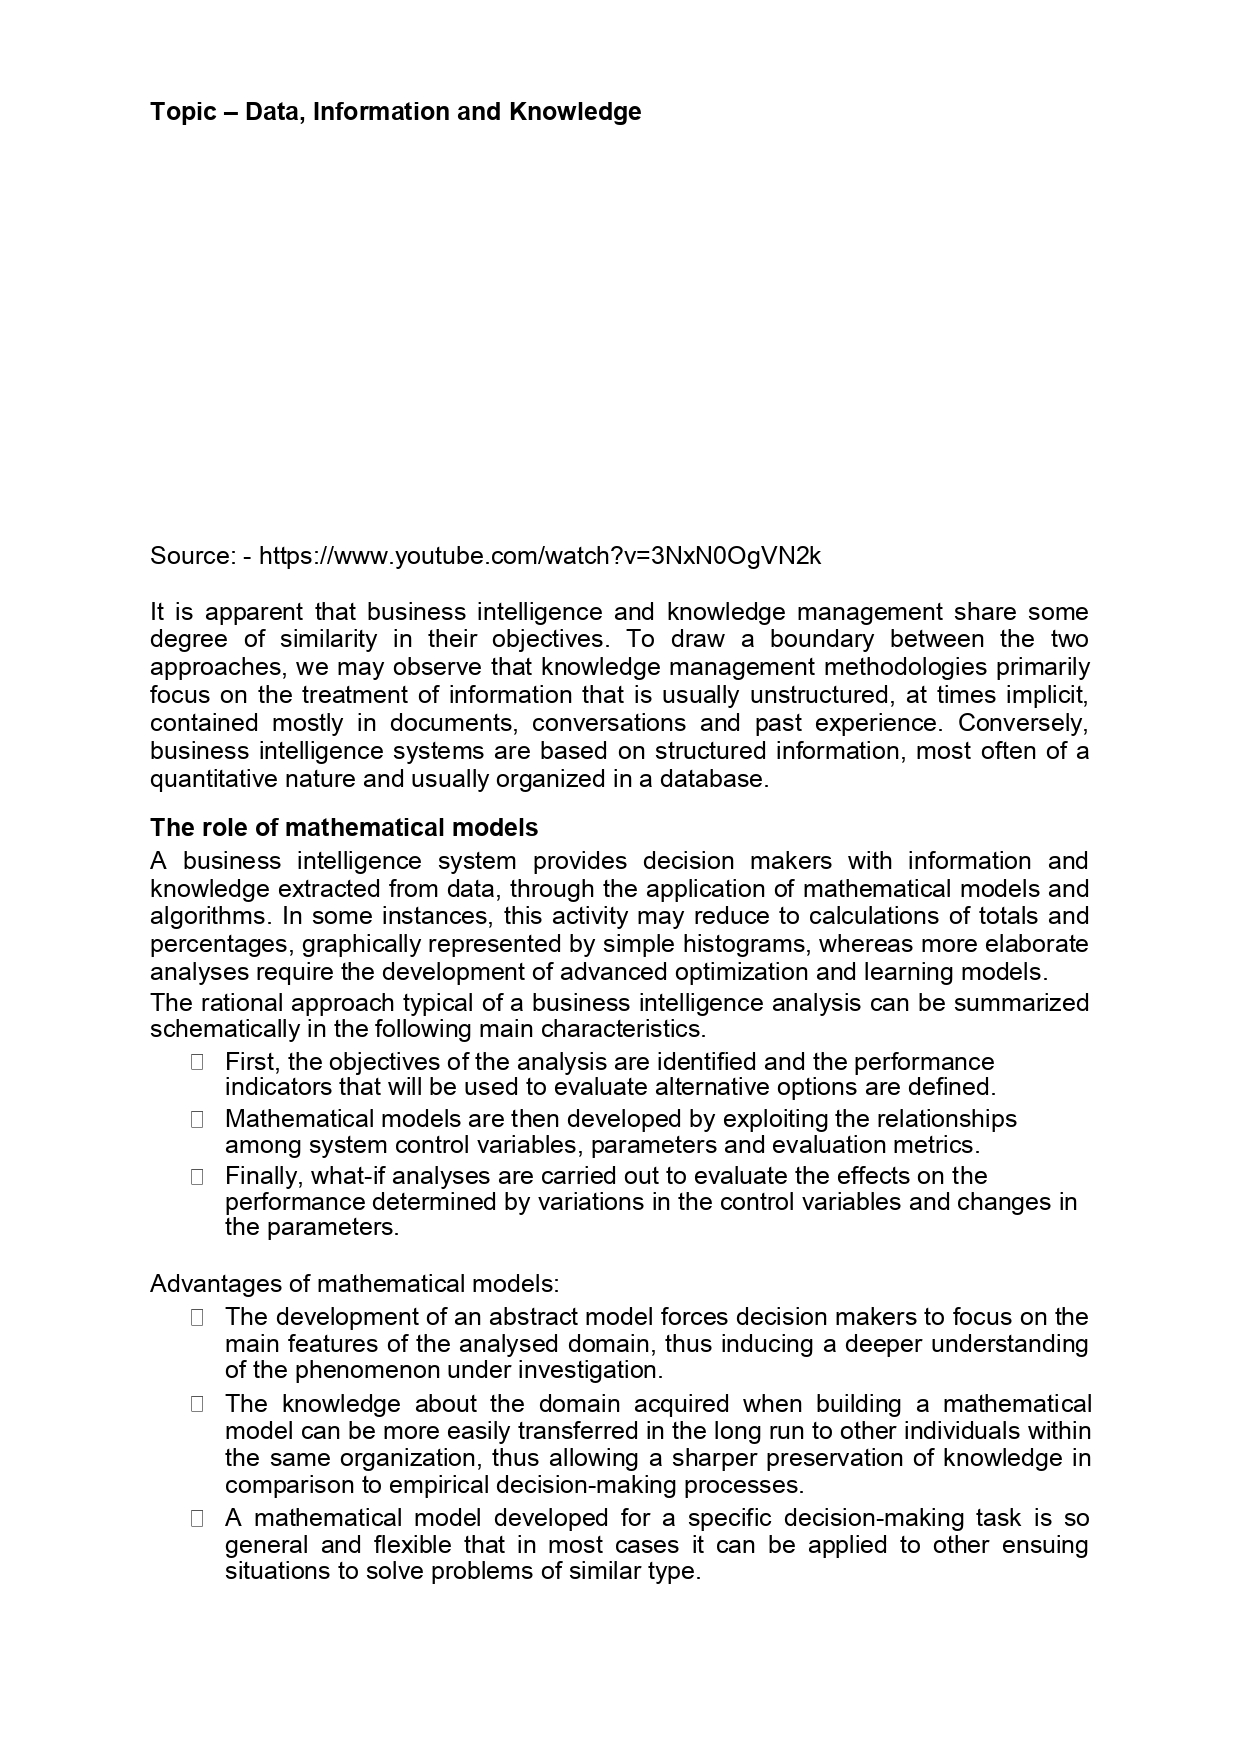 Topic – Data, Information and Knowledge
Source: - https://www.youtube.com/watch?v=3NxN0OgVN2k
It is apparent that business intelligence and knowledge management share some
degree of similarity in their objectives. To draw a boundary between the two
approaches, we may observe that knowledge management methodologies primarily
focus on the treatment of information that is usually unstructured, at times implicit,
contained mostly in documents, conversations and past experience. Conversely,
business intelligence systems are based on structured information, most often of a
quantitative nature and usually organized in a database.
The role of mathematical models
A business intelligence system provides decision makers with information and
knowledge extracted from data, through the application of mathematical models and
algorithms. In some instances, this activity may reduce to calculations of totals and
percentages, graphically represented by simple histograms, whereas more elaborate
analyses require the development of advanced optimization and learning models.
The rational approach typical of a business intelligence analysis can be summarized
schematically in the following main characteristics.
First, the objectives of the analysis are identified and the performance
indicators that will be used to evaluate alternative options are defined.
Mathematical models are then developed by exploiting the relationships
among system control variables, parameters and evaluation metrics.
Finally, what-if analyses are carried out to evaluate the effects on the
performance determined by variations in the control variables and changes in
the parameters.
Advantages of mathematical models:
The development of an abstract model forces decision makers to focus on the
main features of the analysed domain, thus inducing a deeper understanding
of the phenomenon under investigation.
The knowledge about the domain acquired when building a mathematical
model can be more easily transferred in the long run to other individuals within
the same organization, thus allowing a sharper preservation of knowledge in
comparison to empirical decision-making processes.
A mathematical model developed for a specific decision-making task is so
general and flexible that in most cases it can be applied to other ensuing
situations to solve problems of similar type.